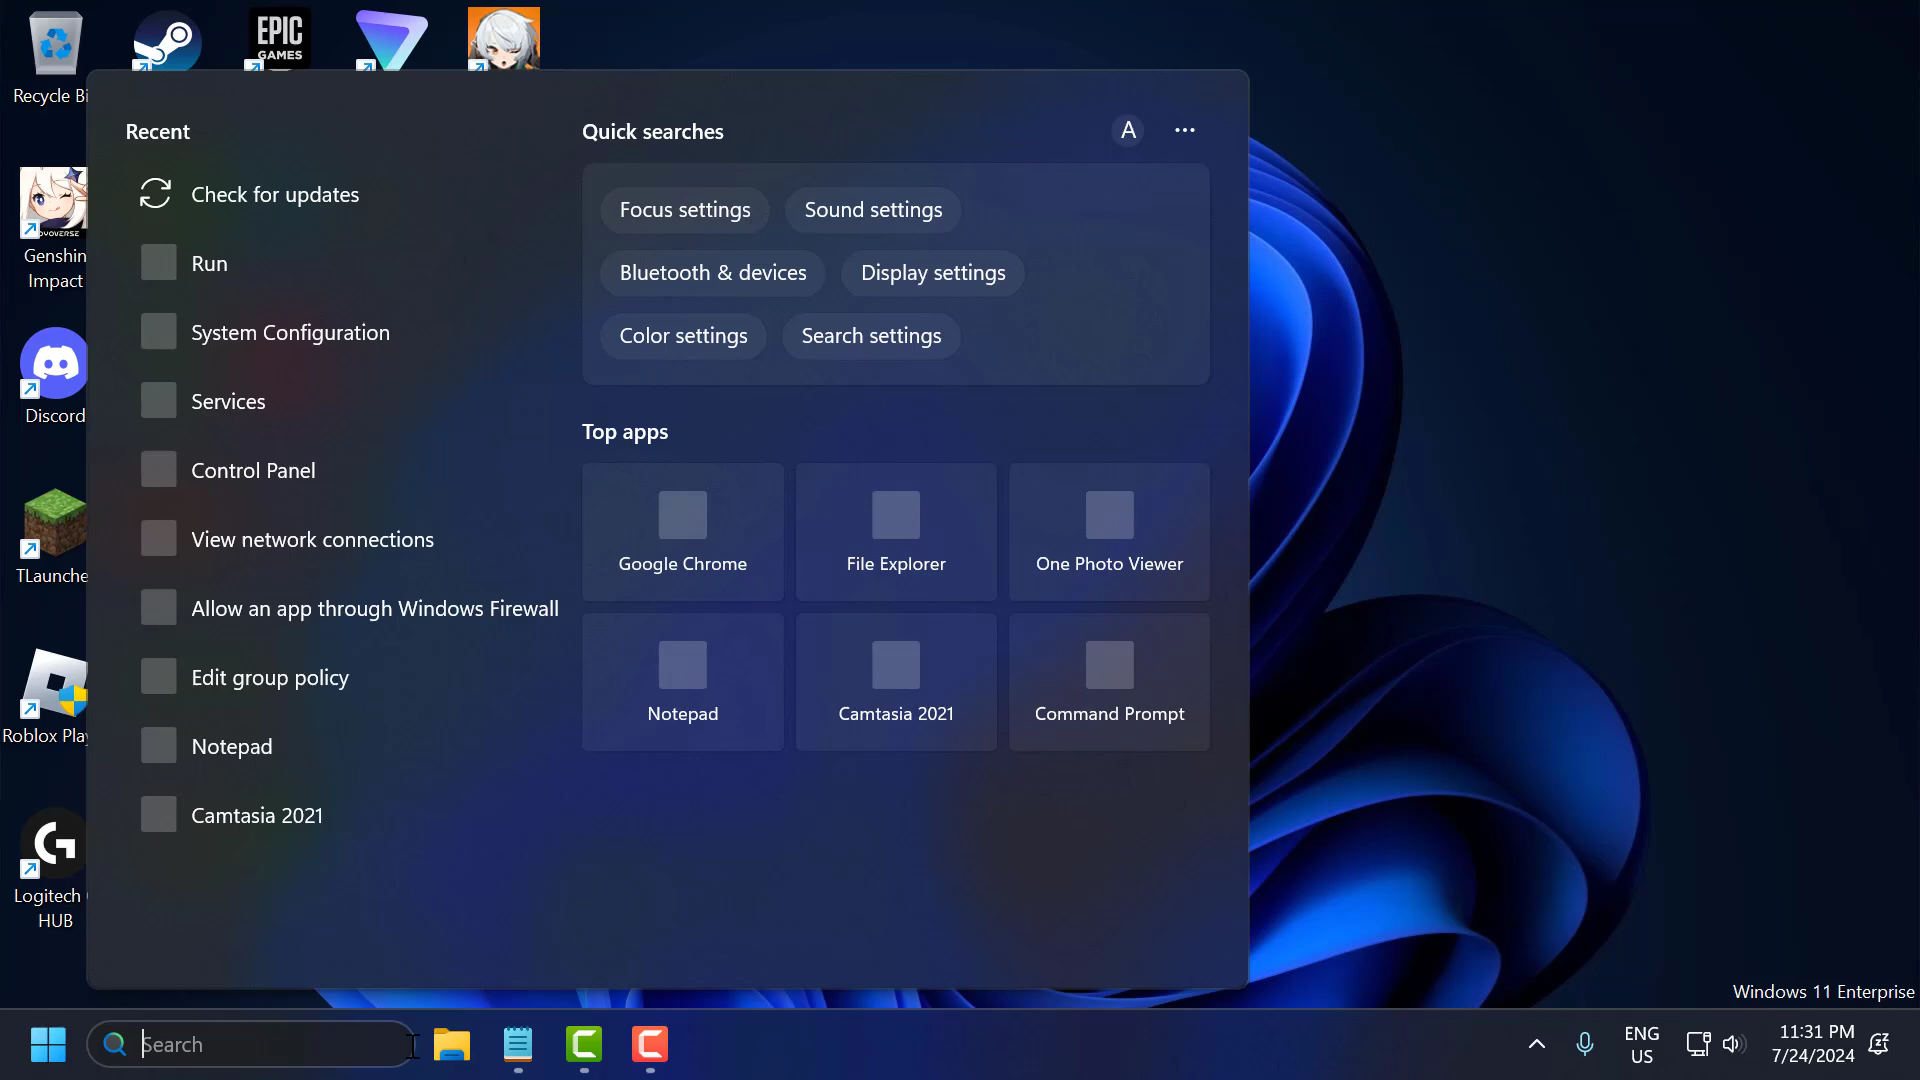 EPIC
GAMES
Recycle Bi
Genshin
Impact
Discord
TLaunche
Roblox Play
Logitech
HUB
Recent
Check for updates
Run
System Configuration
Services
Control Panel
View network connections
Allow an app through Windows Firewall
Edit group policy
Notepad
Camtasia 2021
Quick searches
A
Focus settings
Sound settings
Bluetooth & devices
Display settings
Color settings
Search settings
Top apps
Google Chrome
File Explorer
One Photo Viewer
Notepad
Camtasia 2021
Command Prompt
Windows 11 Enterprise
Search
ENG
US
11:31 PM
7/24/2024